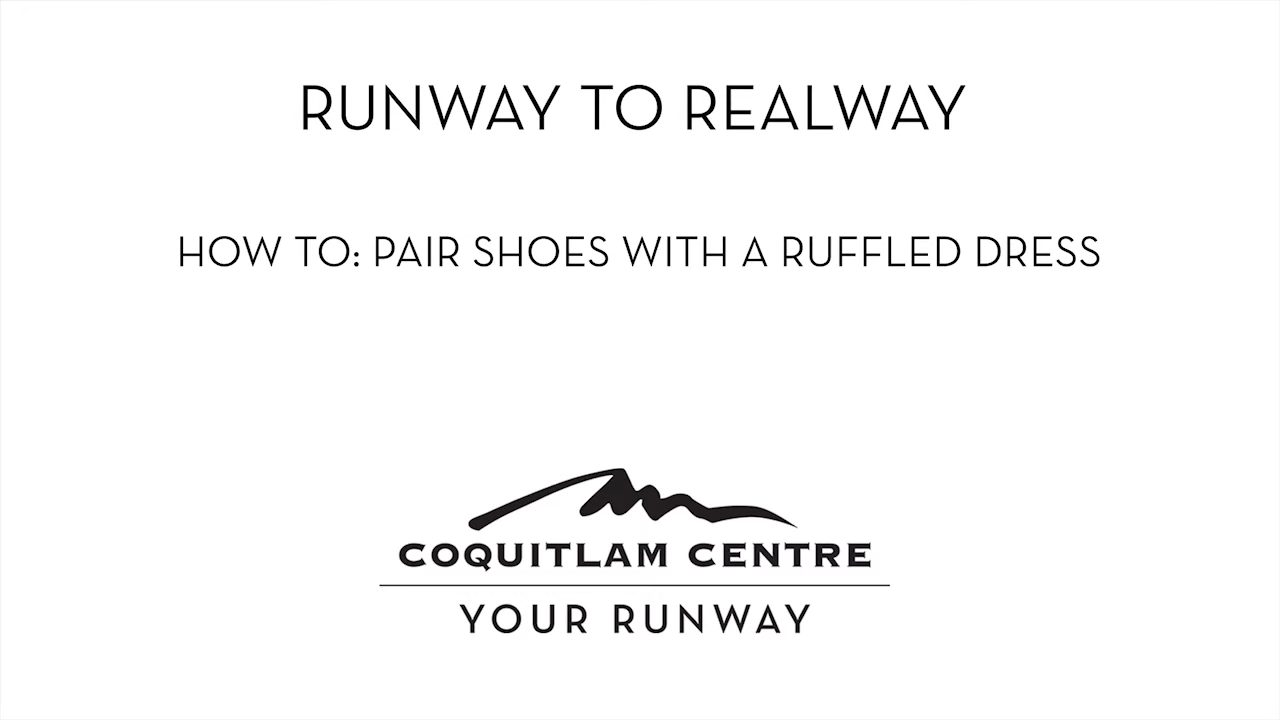 RUNWAY TO REALWAY
HOW TO: PAIR SHOES WITH A RUFFLED DRESS
COQUITLAM CENTRE
YOUR RUNWAY